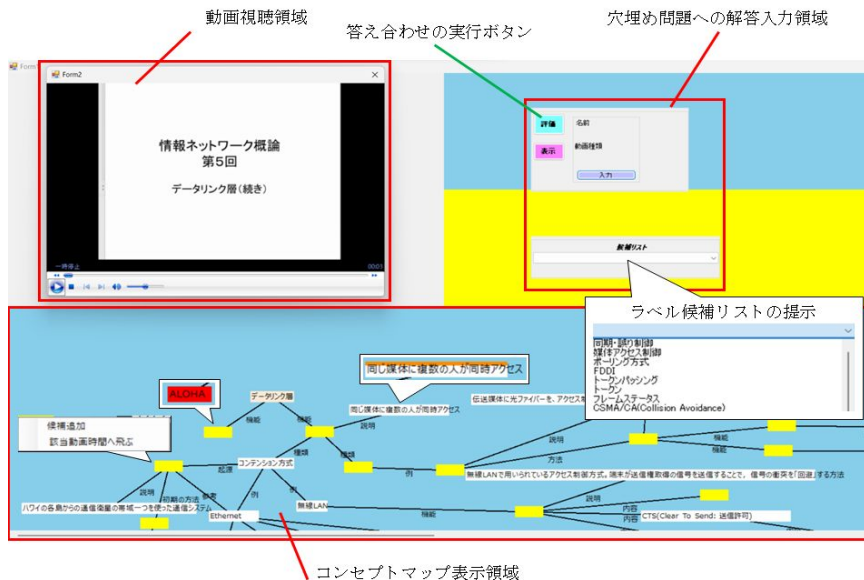 動画視聴領域
答え合わせの実行ボタン
穴埋め問題への解答入力領域
Form2
情報ネットワーク概論
第5回
データリンク層(続き)
一時停止
00:01
評価
表示
名前
動画種類
入力
候補リスト
ラベル候補リストの提示
同期・誤り制御
媒体アクセス制御
ポーリング方式
FDDI
トークンパッシング
トークン
フレームステータス
CSMA/CA(Collision Avoidance)
同じ媒体に複数の人が同時アクセス
ALOHA
データリンク層
同じ媒体に複数の人が同時アクセス
伝送媒体に光ファイバーを、アクセス制
候補追加
該当動画時間へ飛ぶ
機能
機能
説明
説明
機能
機能
方法
起源
コンテンション方式
種類
種類
例
無線LANで用いられているアクセス制御方式。端末が送信権取得の信号を送信することで、信号の衝突を「回避」する方法
説明
初期の方法
参考
例
例
無線LAN
ハワイの各島からの通信衛星の帯域一つを使った通信システム
Ethernet
機能
説明
内容
内容
CTS(Clear To Send: 送信許可)
コンセプトマップ表示領域